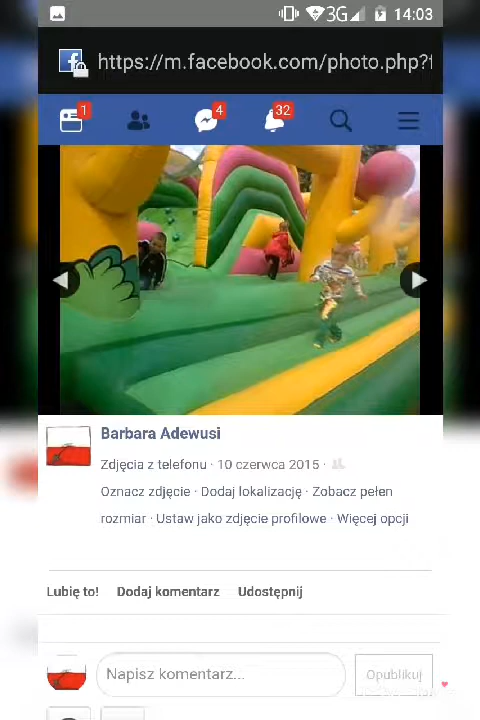 3G 14:03
https://m.facebook.com/photo.php?f
1 4 32
Barbara Adewusi
Zdjęcia z telefonu · 10 czerwca 2015 ·
Oznacz zdjęcie · Dodaj lokalizację · Zobacz pełen
rozmiar · Ustaw jako zdjęcie profilowe · Więcej opcji
Lubię to! Dodaj komentarz Udostępnij
Napisz komentarz... Opublikuj